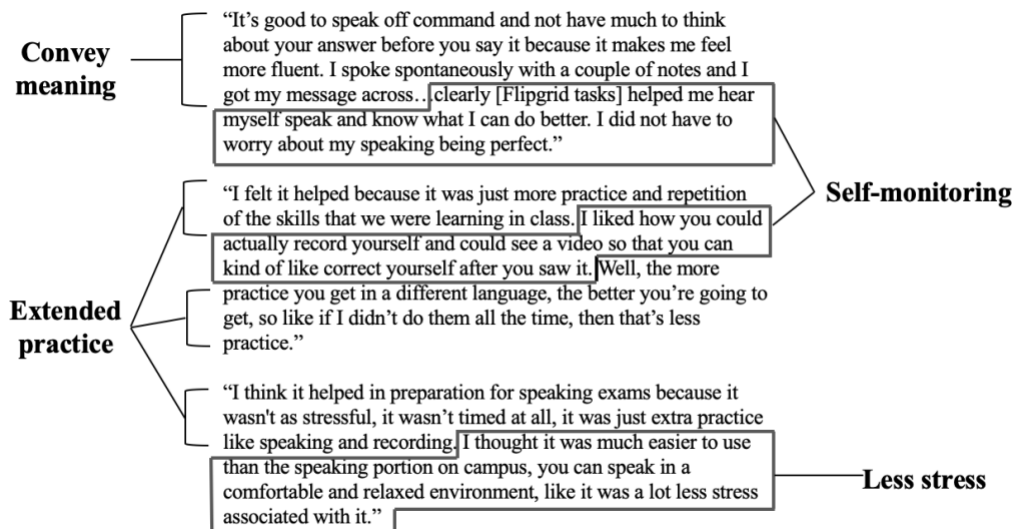 Convey
meaning
“It’s good to speak off command and not have much to think
about your answer before you say it because it makes me feel
more fluent. I spoke spontaneously with a couple of notes and I
got my message across…clearly [Flipgrid tasks] helped me hear
myself speak and know what I can do better. I did not have to
worry about my speaking being perfect.”
Self-monitoring
Extended
practice
“I felt it helped because it was just more practice and repetition
of the skills that we were learning in class. I liked how you could
actually record yourself and could see a video so that you can
kind of like correct yourself after you saw it. Well, the more
practice you get in a different language, the better you’re going to
get, so like if I didn’t do them all the time, then that’s less
practice.”
“I think it helped in preparation for speaking exams because it
wasn't as stressful, it wasn’t timed at all, it was just extra practice
like speaking and recording. I thought it was much easier to use
than the speaking portion on campus, you can speak in a
comfortable and relaxed environment, like it was a lot less stress
associated with it.”
Less stress